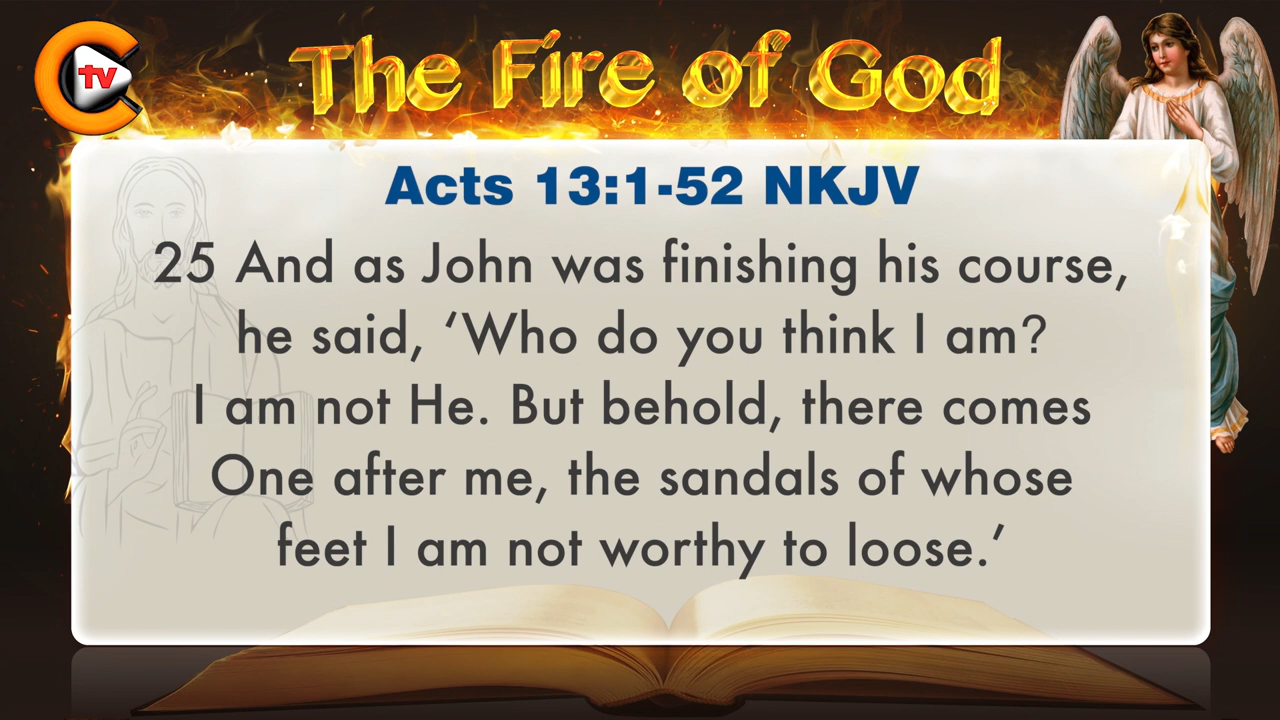 tv
The Fire of God
Acts 13:1-52 NKJV
25 And as John was finishing his course,
he said, ‘Who do you think I am?
I am not He. But behold, there comes
One after me, the sandals of whose
feet I am not worthy to loose.’